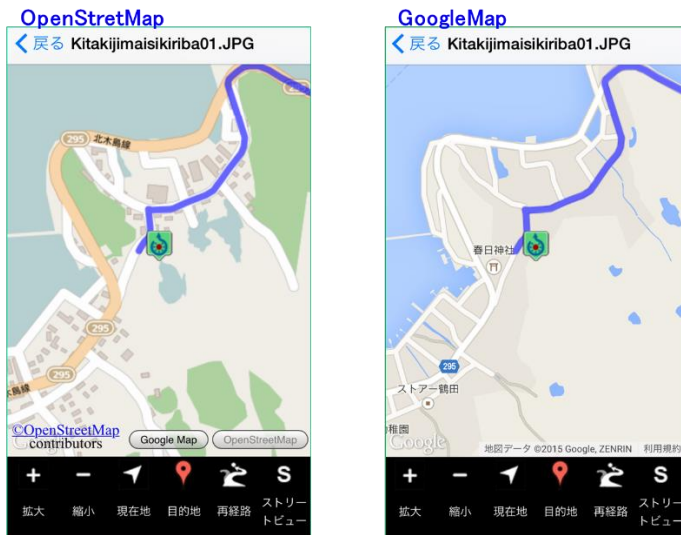 OpenStretMap
戻る Kitakijimaisikiriba01.JPG
295 北木島線
295
295
©OpenStreetMap
contributors
Google Map
OpenStreetMap
拡大
縮小
現在地
目的地
再経路
S
ストリー
トビュー
GoogleMap
戻る Kitakijimaisikiriba01.JPG
春日神社
295
ストアー鶴田
稚園
Google
地図データ ©2015 Google, ZENRIN 利用規約
拡大
縮小
現在地
目的地
再経路
S
ストリー
トビュー